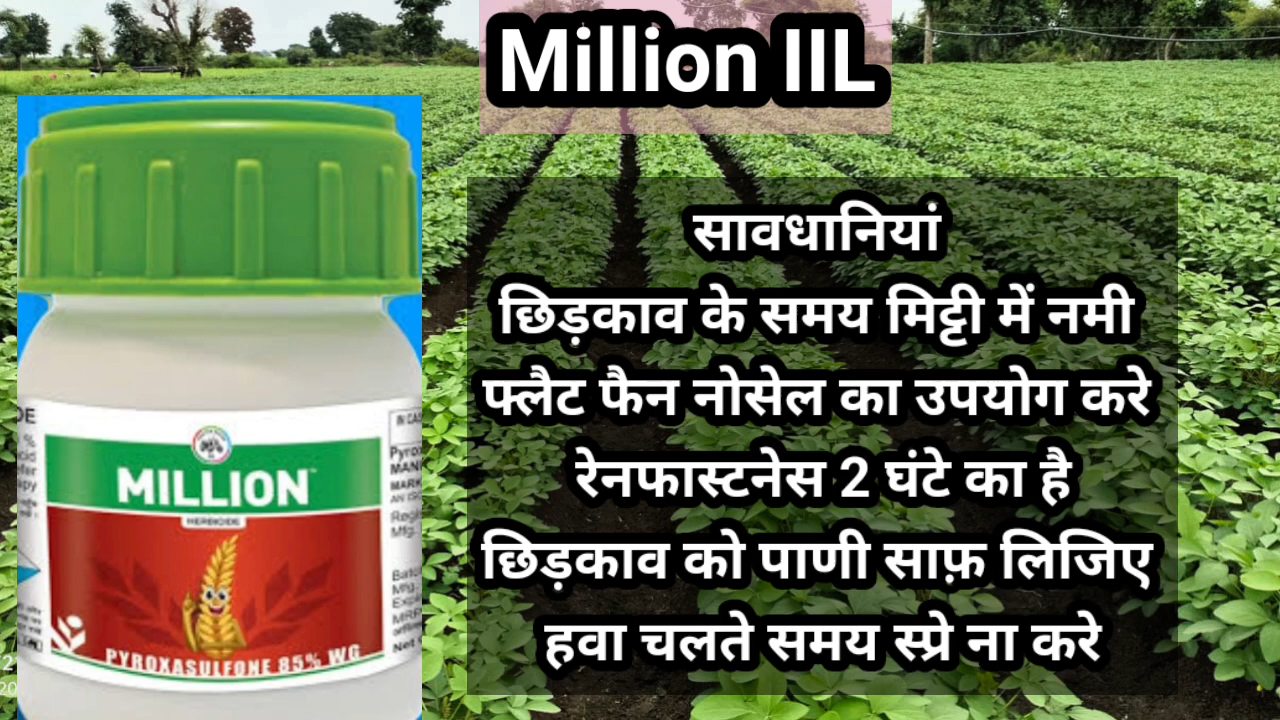 Million IIL
सावधानियां
छिड़काव के समय मिट्टी में नमी
फ्लैट फैन नोसेल का उपयोग करे
रेनफास्टनेस 2 घंटे का है
छिड़काव को पाणी साफ़ लिजिए
हवा चलते समय स्प्रे ना करे
MILLION
HERBICIDE
PYROXASULFONE 85% WG